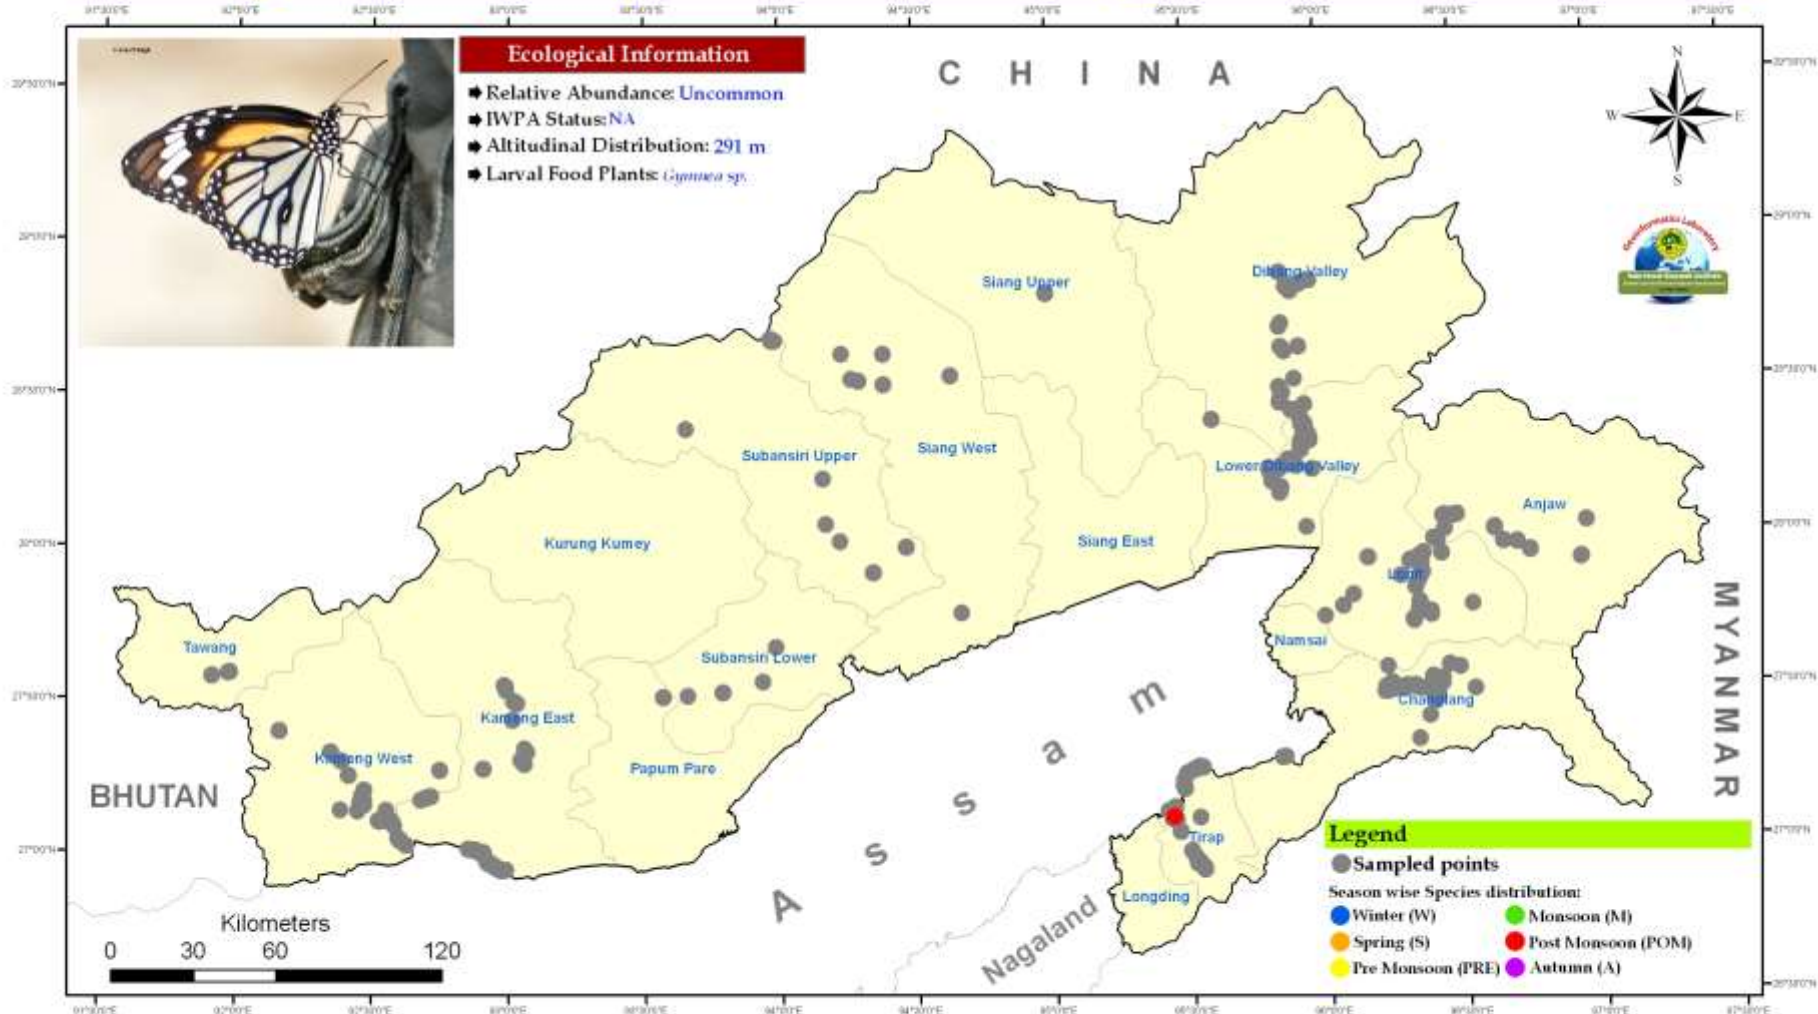 C H I N A
Ecological Information
Relative Abundance: Uncommon
IWPA Status: NA
Altitudinal Distribution: 291 m
Larval Food Plants: Gymnea sp.
N
W E
S
Geoinformatics Laboratory
Siang Upper
Dibang Valley
Subansiri Upper
Siang West
Lower Dibang Valley
Anjaw
Kurung Kumey
Siang East
Lohit
Namsai
Tawang
Subansiri Lower
Changlang
Kameng East
Kameng West
Papum Pare
BHUTAN
MYANMAR
Assam
Tirap
Longding
Nagaland
Kilometers
0 30 60 120
Legend
Sampled points
Season wise Species distribution:
Winter (W) Monsoon (M)
Spring (S) Post Monsoon (POM)
Pre Monsoon (PRE) Autumn (A)